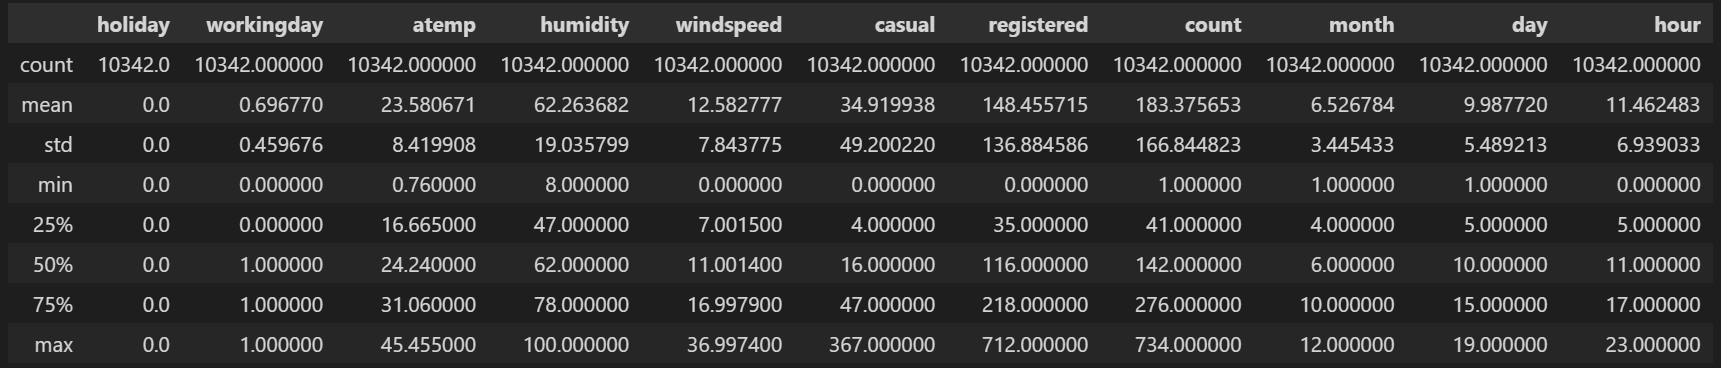 holiday workingday atemp humidity windspeed casual registered count month day hour
count 10342.0 10342.000000 10342.000000 10342.000000 10342.000000 10342.000000 10342.000000 10342.000000 10342.000000 10342.000000 10342.000000
mean 0.0 0.696770 23.580671 62.263682 12.582777 34.919938 148.455715 183.375653 6.526784 9.987720 11.462483
std 0.0 0.459676 8.419908 19.035799 7.843775 49.200220 136.884586 166.844823 3.445433 5.489213 6.939033
min 0.0 0.000000 0.760000 8.000000 0.000000 0.000000 0.000000 1.000000 1.000000 1.000000 0.000000
25% 0.0 0.000000 16.665000 47.000000 7.001500 4.000000 35.000000 41.000000 4.000000 5.000000 5.000000
50% 0.0 1.000000 24.240000 62.000000 11.001400 16.000000 116.000000 142.000000 6.000000 10.000000 11.000000
75% 0.0 1.000000 31.060000 78.000000 16.997900 47.000000 218.000000 276.000000 10.000000 15.000000 17.000000
max 0.0 1.000000 45.455000 100.000000 36.997400 367.000000 712.000000 734.000000 12.000000 19.000000 23.000000